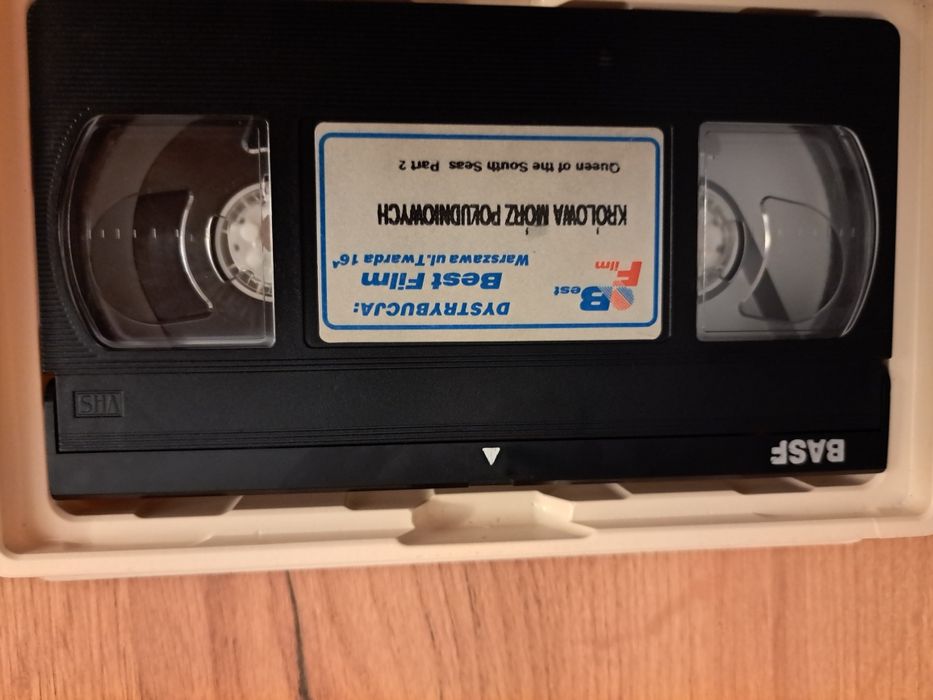 BASF
VHS
DYSTRYBUCJA:
Best Film
Best Film
Warszawa ul. Twarda 16ᴬ
KRÓLOWA MÓRZ POŁUDNIOWYCH
Queen of the South Seas Part 2